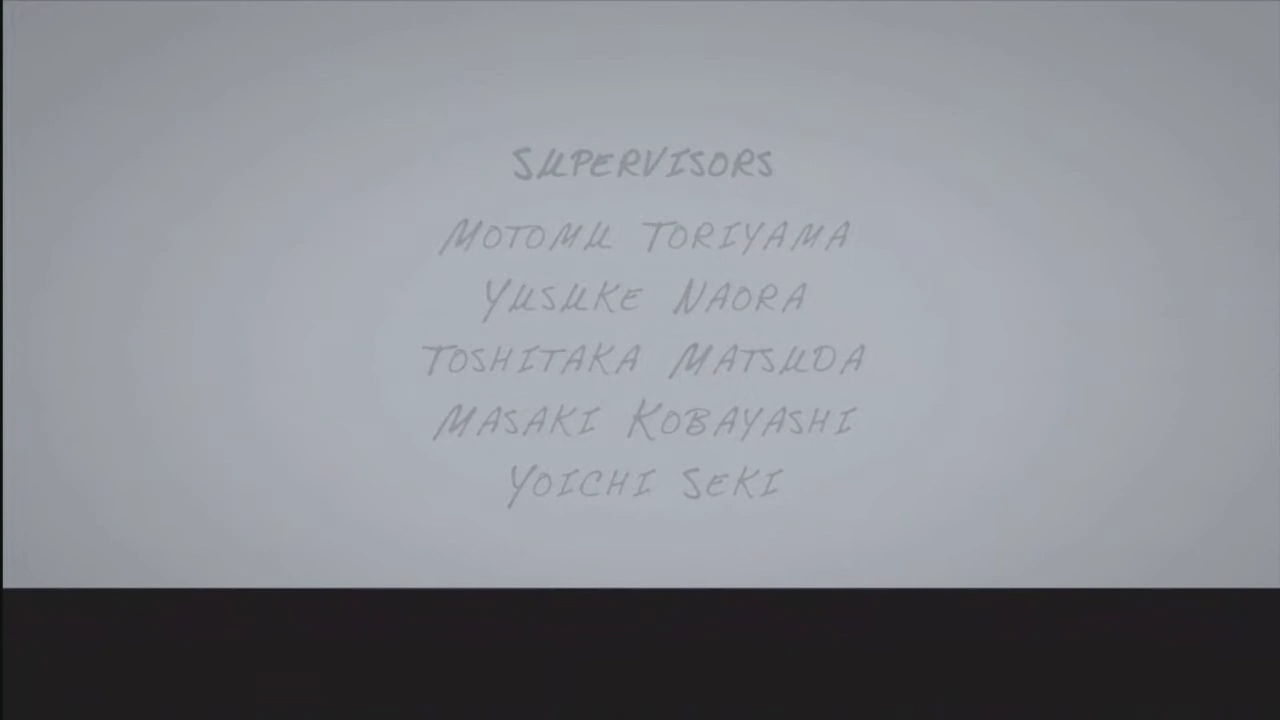 SUPERVISORS
MOTOMU TORIYAMA
YUSUKE NAORA
TOSHITAKA MATSUDA
MASAKI KOBAYASHI
YOICHI SEKI